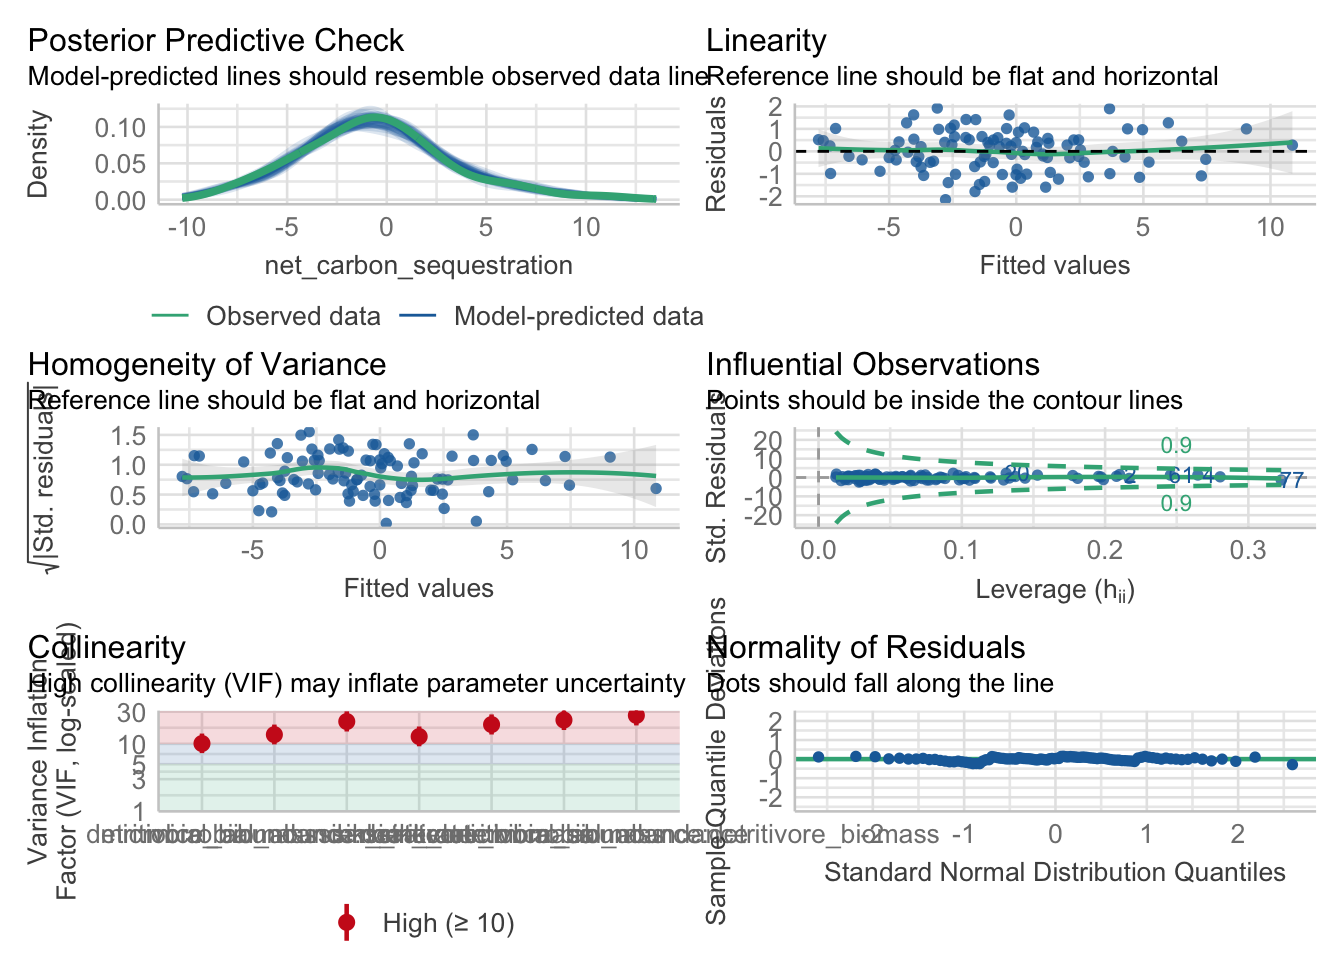 Posterior Predictive Check
Model-predicted lines should resemble observed data line
Density
0.10
0.05
0.00
-10
-5
0
5
10
net_carbon_sequestration
Observed data
Model-predicted data
Linearity
Reference line should be flat and horizontal
Residuals
2
1
0
-1
-2
-5
0
5
10
Fitted values
Homogeneity of Variance
Reference line should be flat and horizontal
√|Std. residuals|
1.5
1.0
0.5
0.0
-5
0
5
10
Fitted values
Influential Observations
Points should be inside the contour lines
Std. Residuals
20
10
0
-10
-20
0.9
0.9
2
61
4
77
0.0
0.1
0.2
0.3
Leverage (hii)
Collinearity
High collinearity (VIF) may inflate parameter uncertainty
Variance Inflation
Factor (VIF, log-scaled)
30
10
5
3
1
High (≥ 10)
Normality of Residuals
Dots should fall along the line
Sample Quantile Deviations
2
1
0
-1
-2
-2
-1
0
1
2
Standard Normal Distribution Quantiles